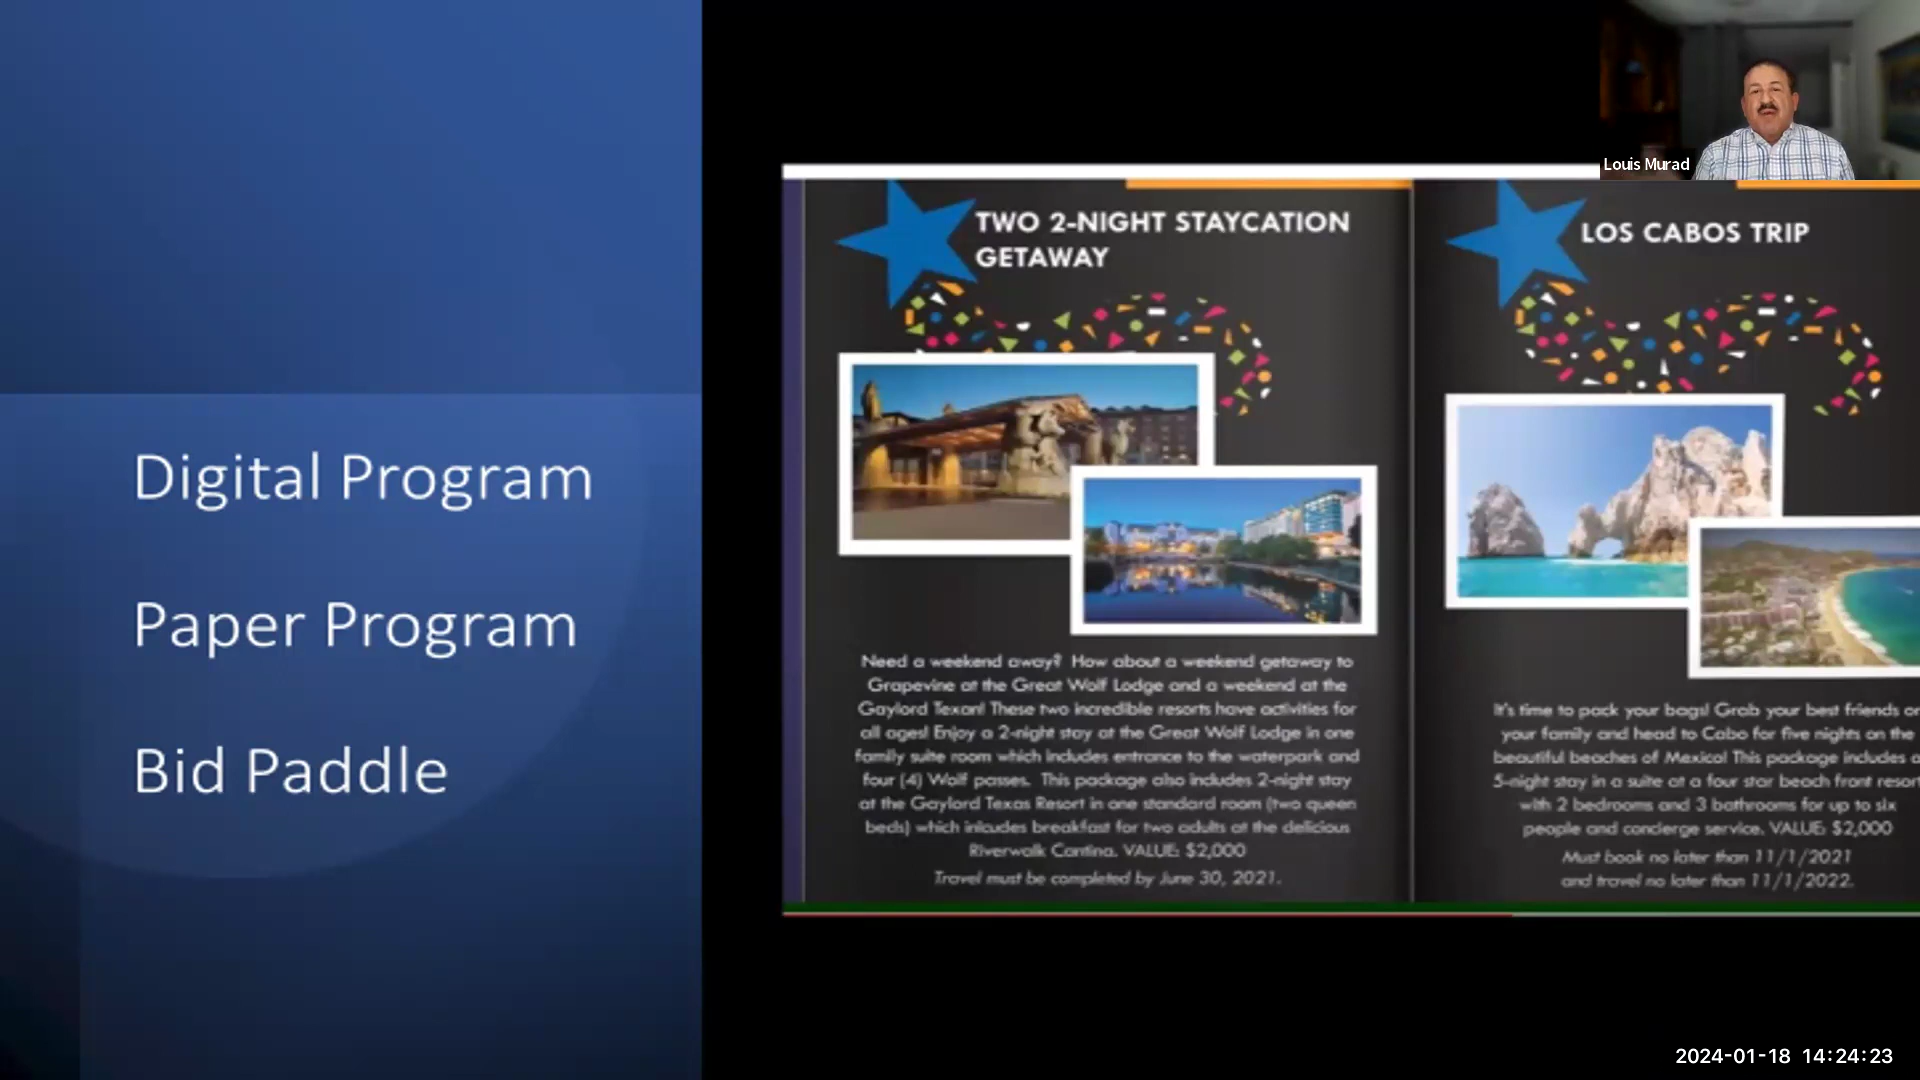 Louis Murad
Digital Program
Paper Program
Bid Paddle
TWO 2-NIGHT STAYCATION
GETAWAY
Need a weekend away? How about a weekend getaway to
Grapevine at the Great Wolf Lodge and a weekend at the
Gaylord Texan! These two incredible resorts have activities for
all ages! Enjoy a 2-night stay at the Great Wolf Lodge in one
family suite room which includes entrance to the waterpark and
four (4) Wolf passes. This package also includes 2-night stay
at the Gaylord Texas Resort in one standard room (two queen
beds) which inlcudes breakfast for two adults at the delicious
Riverwalk Cantina. VALUE: $2,000
Travel must be completed by June 30, 2021.
LOS CABOS TRIP
It's time to pack your bags! Grab your best friends or
your family and head to Cabo for five nights on the
beautiful beaches of Mexico! This package includes a
5-night stay in a suite at a four star beach front resort
with 2 bedrooms and 3 bathrooms for up to six
people and concierge service. VALUE: $2,000
Must book no later than 11/1/2021
and travel no later than 11/1/2022.
2024-01-18 14:24:23